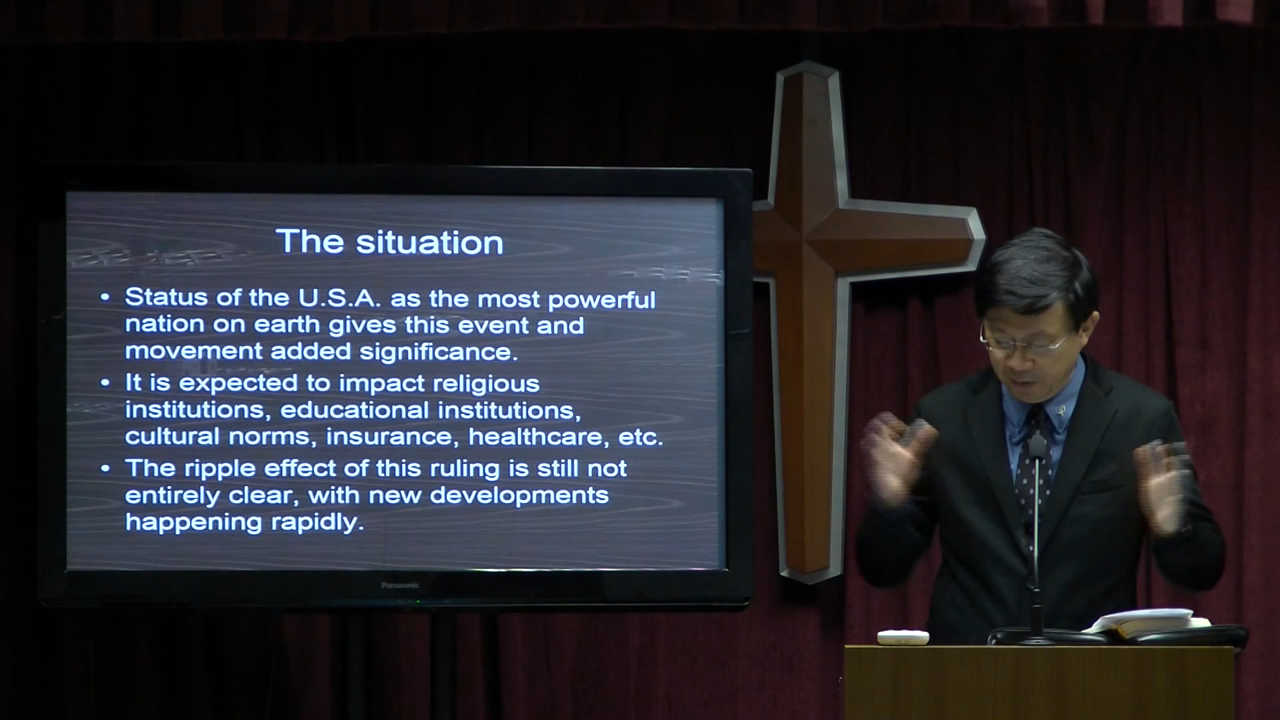 The situation
• Status of the U.S.A. as the most powerful
nation on earth gives this event and
movement added significance.
• It is expected to impact religious
institutions, educational institutions,
cultural norms, insurance, healthcare, etc.
• The ripple effect of this ruling is still not
entirely clear, with new developments
happening rapidly.
Panasonic